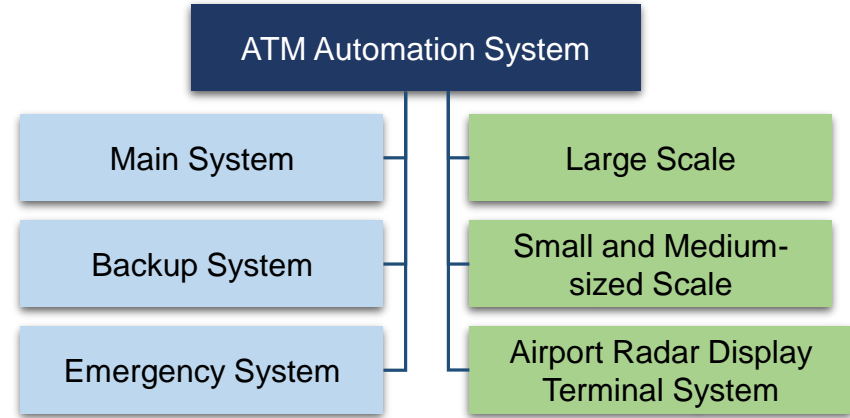 ATM Automation System
Main System
Backup System
Emergency System
Large Scale
Small and Medium-
sized Scale
Airport Radar Display
Terminal System